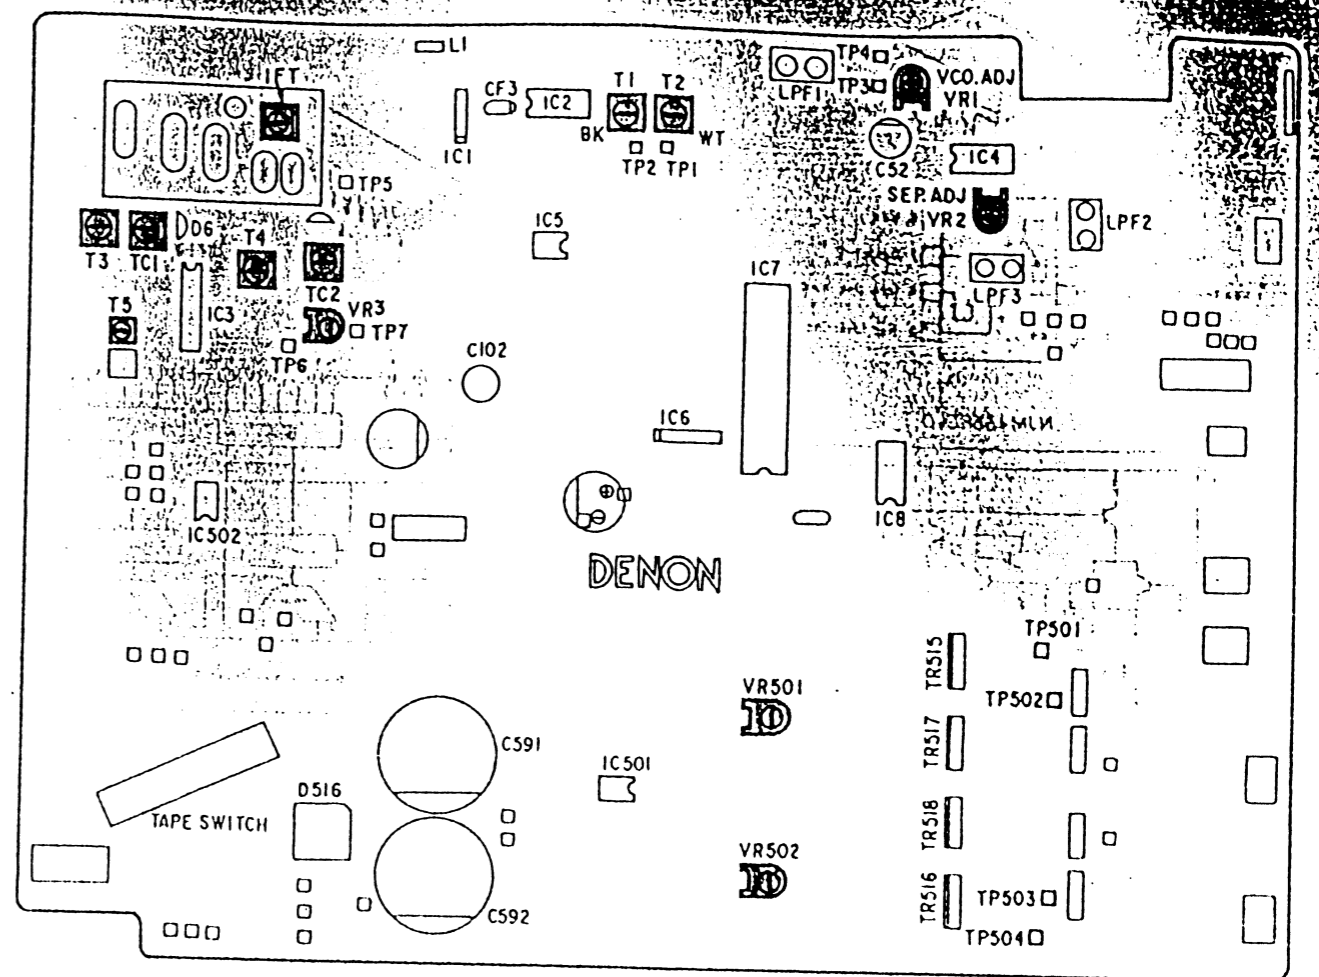 L1
TP4
VCO.ADJ
IFT
CF3
IC2
T1
T2
LPF1
TP3
VR1
BK
WT
IC1
TP2
TP1
C52
IC4
TP5
SEP.ADJ
VR2
IC5
LPF2
D6
T4
T3
TC1
IC7
TC2
LPF3
T5
IC3
VR3
TP7
TP6
C102
IC6
IC502
IC8
DENON
TP501
TR515
VR501
TP502
TR517
C591
IC501
D516
TAPE SWITCH
TR518
VR502
TR516
TP503
C592
TP504